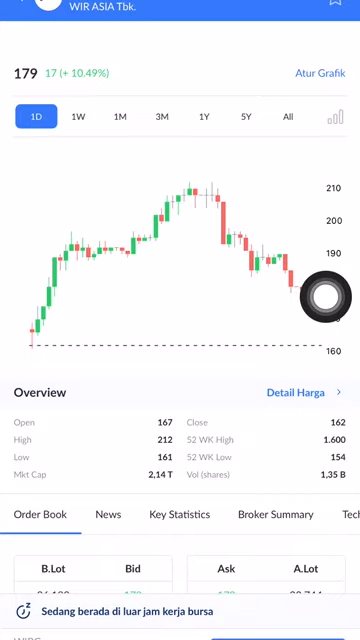 WIR ASIA Tbk.
179 17 (+ 10.49%) Atur Grafik
1D 1W 1M 3M 1Y 5Y All
210
200
190
160
Overview Detail Harga
Open 167 Close 162
High 212 52 WK High 1.600
Low 161 52 WK Low 154
Mkt Cap 2,14 T Vol (shares) 1,35 B
Order Book News Key Statistics Broker Summary Tech
B.Lot Bid Ask A.Lot
Sedang berada di luar jam kerja bursa